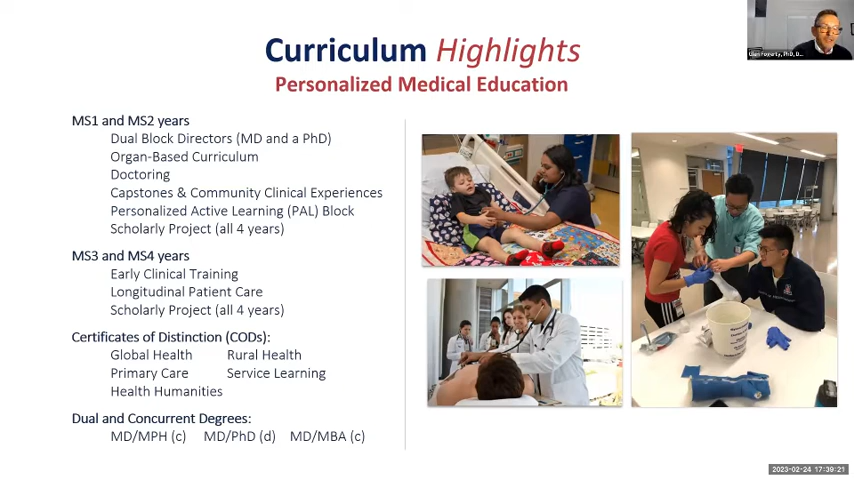 Curriculum Highlights
Personalized Medical Education
MS1 and MS2 years
Dual Block Directors (MD and a PhD)
Organ-Based Curriculum
Doctoring
Capstones & Community Clinical Experiences
Personalized Active Learning (PAL) Block
Scholarly Project (all 4 years)
MS3 and MS4 years
Early Clinical Training
Longitudinal Patient Care
Scholarly Project (all 4 years)
Certificates of Distinction (CODs):
Global Health Rural Health
Primary Care Service Learning
Health Humanities
Dual and Concurrent Degrees:
MD/MPH (c) MD/PhD (d) MD/MBA (c)
Fogerty, PhD, D...
2023-02-24 17:39:21